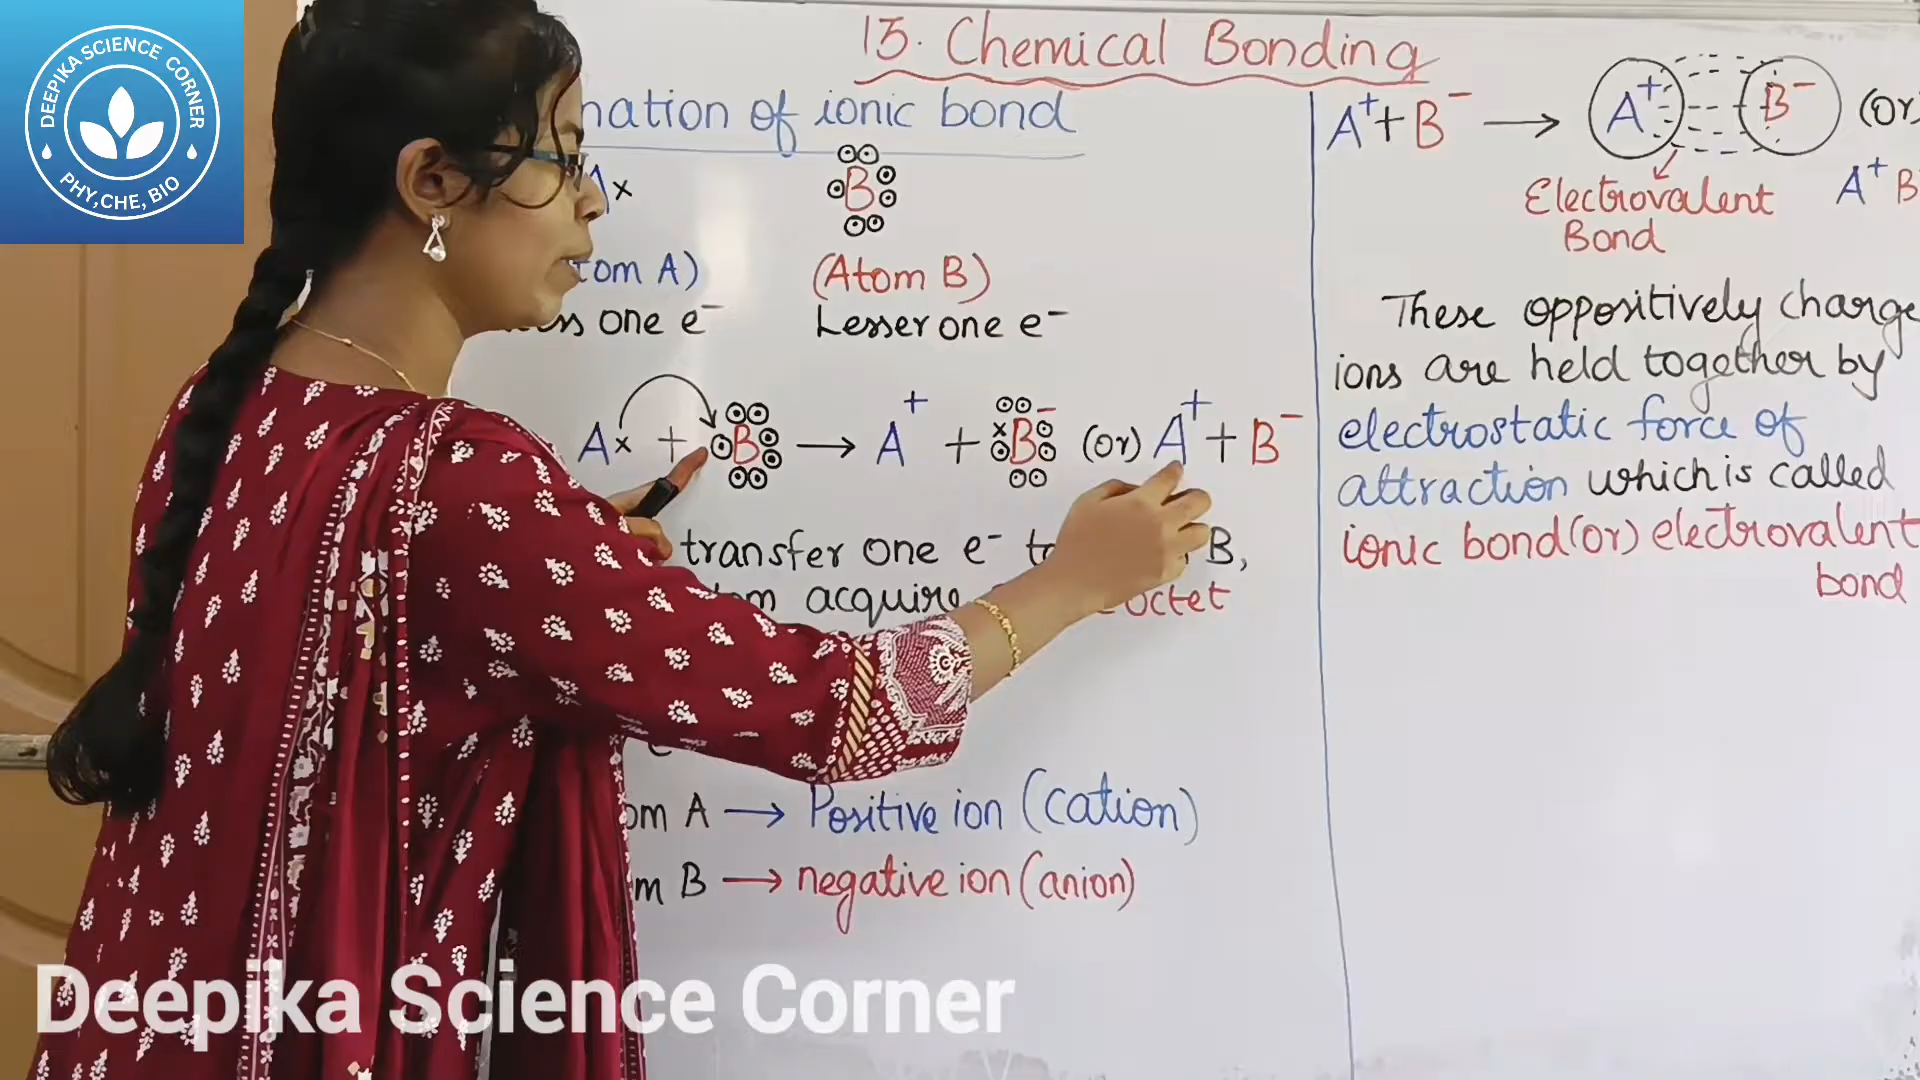 DEEPIKA SCIENCE CORNER
PHY,CHE, BIO
15. Chemical Bonding
nation of ionic bond
A× B
tom A) (Atom B)
ss one e⁻ Lesser one e⁻
A× + B → A⁺ + ×B⁻ (or) A⁺ + B⁻
transfer one e⁻ B,
acquire octet
om A → Positive ion (cation)
m B → negative ion (anion)
A⁺ + B⁻ → A⁺ B⁻ (or
A⁺ B
Electrovalent
Bond
These oppositively charge
ions are held together by
electrostatic force of
attraction which is called
ionic bond (or) electrovalent
bond
Deepika Science Corner